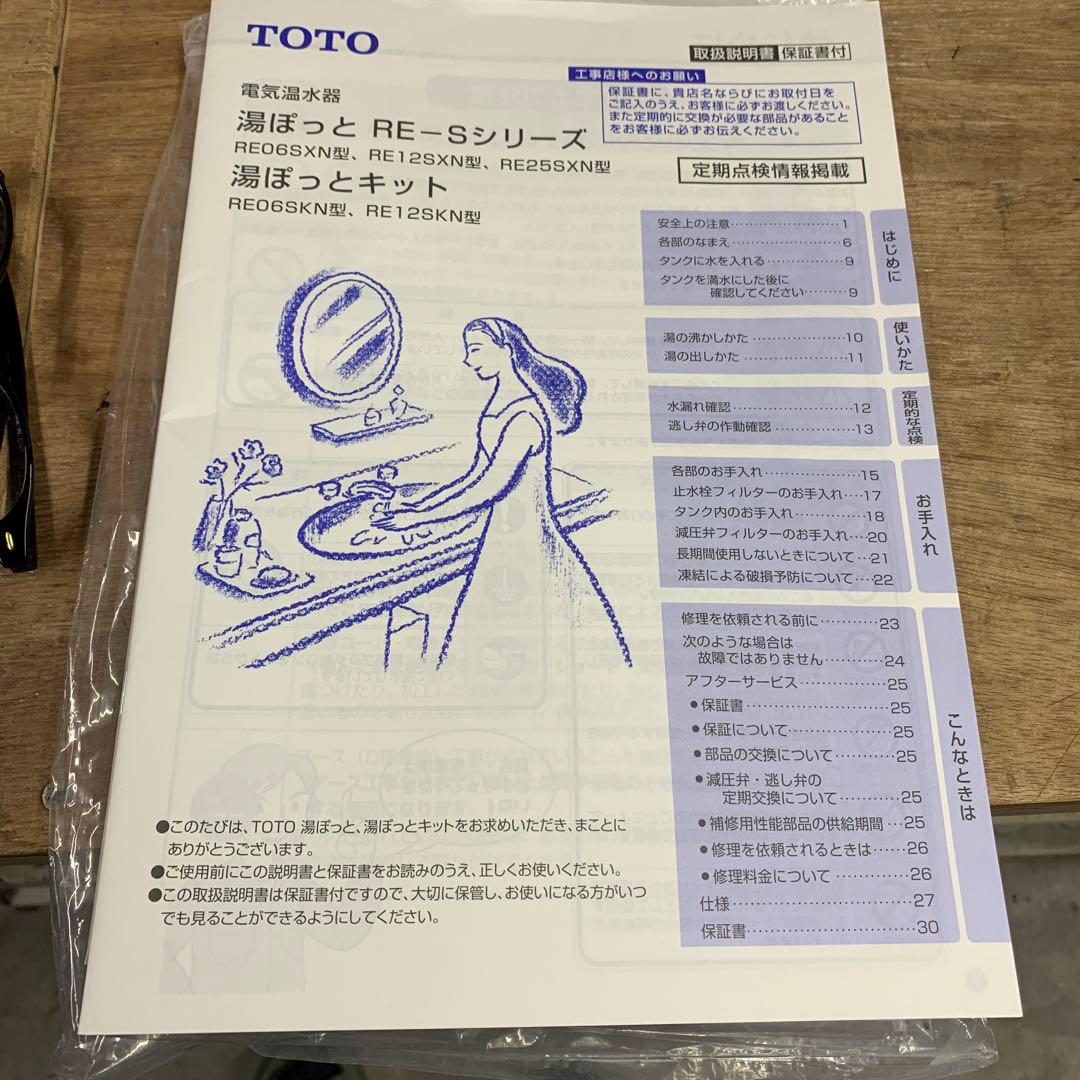 TOTO
取扱説明書 保証書付
工事店様へのお願い
保証書に、貴店名ならびにお取付日を
ご記入のうえ、お客様に必ずお渡しください。
また定期的に交換が必要な部品があること
をお客様に必ずお伝えください。
電気温水器
湯ぽっと RE−Sシリーズ
RE06SXN型、RE12SXN型、RE25SXN型
湯ぽっとキット
RE06SKN型、RE12SKN型
定期点検情報掲載
はじめに
安全上の注意……………………1
各部のなまえ……………………6
タンクに水を入れる……………9
タンクを満水にした後に
確認してください………9
使いかた
湯の沸かしかた………………10
湯の出しかた…………………11
定期的な点検
水漏れ確認……………………12
逃し弁の作動確認……………13
お手入れ
各部のお手入れ………………15
止水栓フィルターのお手入れ…17
タンク内のお手入れ…………18
減圧弁フィルターのお手入れ…20
長期間使用しないときについて…21
凍結による破損予防について…22
こんなときは
修理を依頼される前に………23
次のような場合は
故障ではありません………24
アフターサービス……………25
●保証書………………………25
●保証について………………25
●部品の交換について………25
●減圧弁・逃し弁の
定期交換について………25
●補修用性能部品の供給期間…25
●修理を依頼されるときは…26
●修理料金について…………26
仕様……………………………27
保証書…………………………30
●このたびは、TOTO 湯ぽっと、湯ぽっとキットをお求めいただき、まことに
ありがとうございます。
●ご使用前にこの説明書と保証書をお読みのうえ、正しくお使いください。
●この取扱説明書は保証書付ですので、大切に保管し、お使いになる方がいつ
でも見ることができるようにしてください。